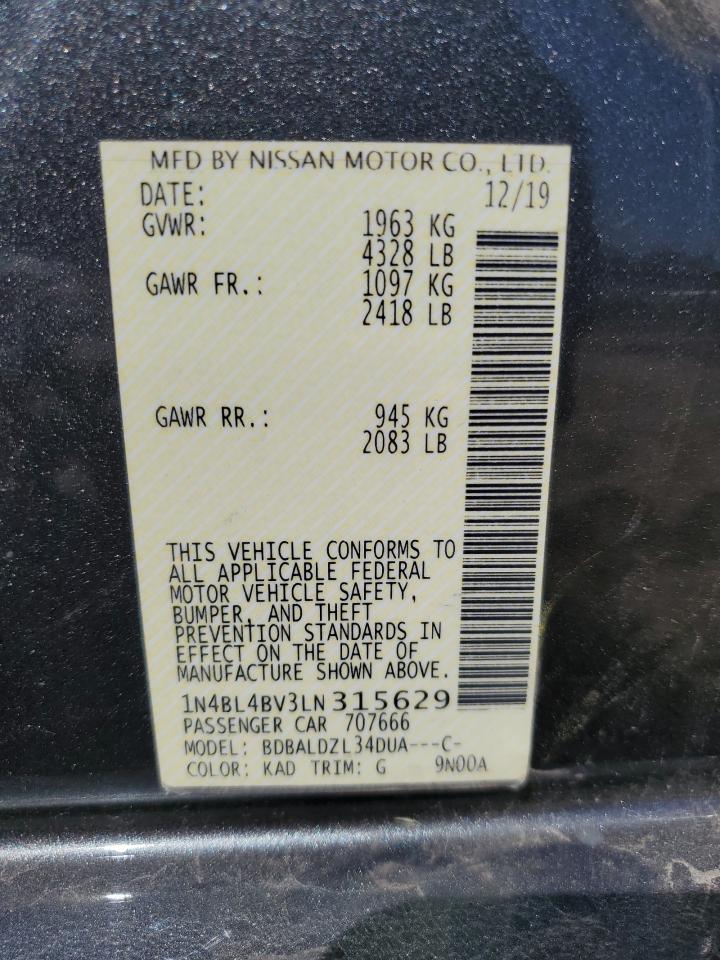 MFD BY NISSAN MOTOR CO., LTD.
DATE: 12/19
GVWR: 1963 KG
4328 LB
GAWR FR.: 1097 KG
2418 LB
GAWR RR.: 945 KG
2083 LB
THIS VEHICLE CONFORMS TO
ALL APPLICABLE FEDERAL
MOTOR VEHICLE SAFETY,
BUMPER, AND THEFT
PREVENTION STANDARDS IN
EFFECT ON THE DATE OF
MANUFACTURE SHOWN ABOVE.
1N4BL4BV3LN315629
PASSENGER CAR 707666
MODEL: BDBALDZL34DUA---C-
COLOR: KAD TRIM: G 9N00A